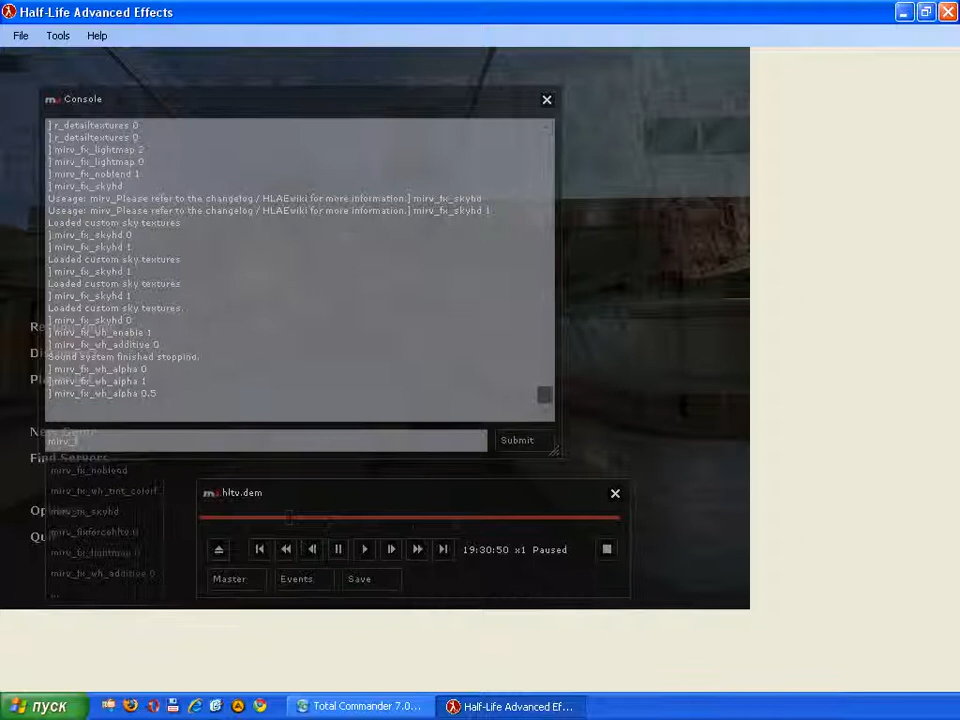 Half-Life Advanced Effects
File Tools Help
Console
] r_detailtextures 0
] r_detailtextures 0
] mirv_fx_lightmap 2
] mirv_fx_lightmap 0
] mirv_fx_noblend 1
] mirv_fx_skyhd
Useage: mirv_Please refer to the changelog / HLAEwiki for more information.] mirv_fx_skyhd
Useage: mirv_Please refer to the changelog / HLAEwiki for more information.] mirv_fx_skyhd 1
Loaded custom sky textures
] mirv_fx_skyhd 0
] mirv_fx_skyhd 1
Loaded custom sky textures
] mirv_fx_skyhd 1
Loaded custom sky textures
] mirv_fx_skyhd 1
Loaded custom sky textures
] mirv_fx_skyhd 0
] mirv_fx_wh_enable 1
] mirv_fx_wh_additive 0
Sound system finished stopping.
] mirv_fx_wh_alpha 0
] mirv_fx_wh_alpha 1
] mirv_fx_wh_alpha 0.5
Submit
Find Servers
mirv_fx_noblend
mirv_fx_skyhd
mirv_fixforcehltv 0
mirv_fx_lightmap 0
mirv_fx_wh_additive 0
...
hltv.dem
19:30:50 x1 Paused
Master Events Save
пуск
Total Commander 7.0...
Half-Life Advanced Ef...